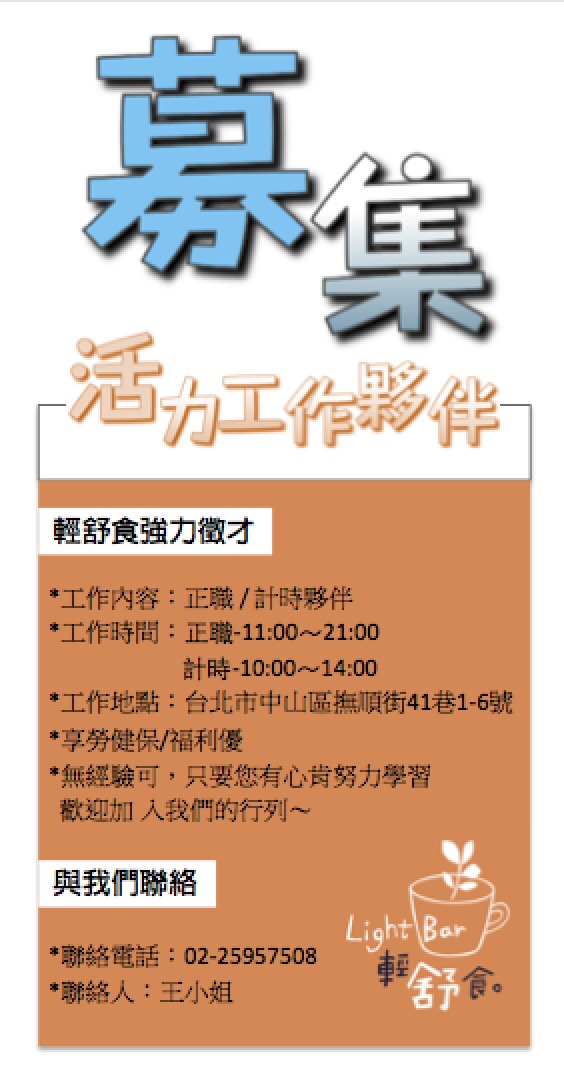 募集
活力工作夥伴
輕舒食強力徵才
*工作內容：正職 / 計時夥伴
*工作時間：正職-11:00～21:00
計時-10:00～14:00
*工作地點：台北市中山區撫順街41巷1-6號
*享勞健保/福利優
*無經驗可，只要您有心肯努力學習
歡迎加 入我們的行列～
與我們聯絡
*聯絡電話：02-25957508
*聯絡人：王小姐
Light Bar
輕舒食。